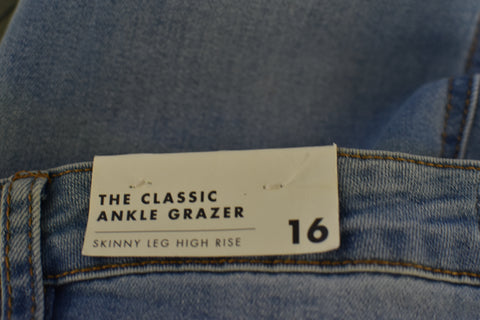 THE CLASSIC
ANKLE GRAZER
SKINNY LEG HIGH RISE
16